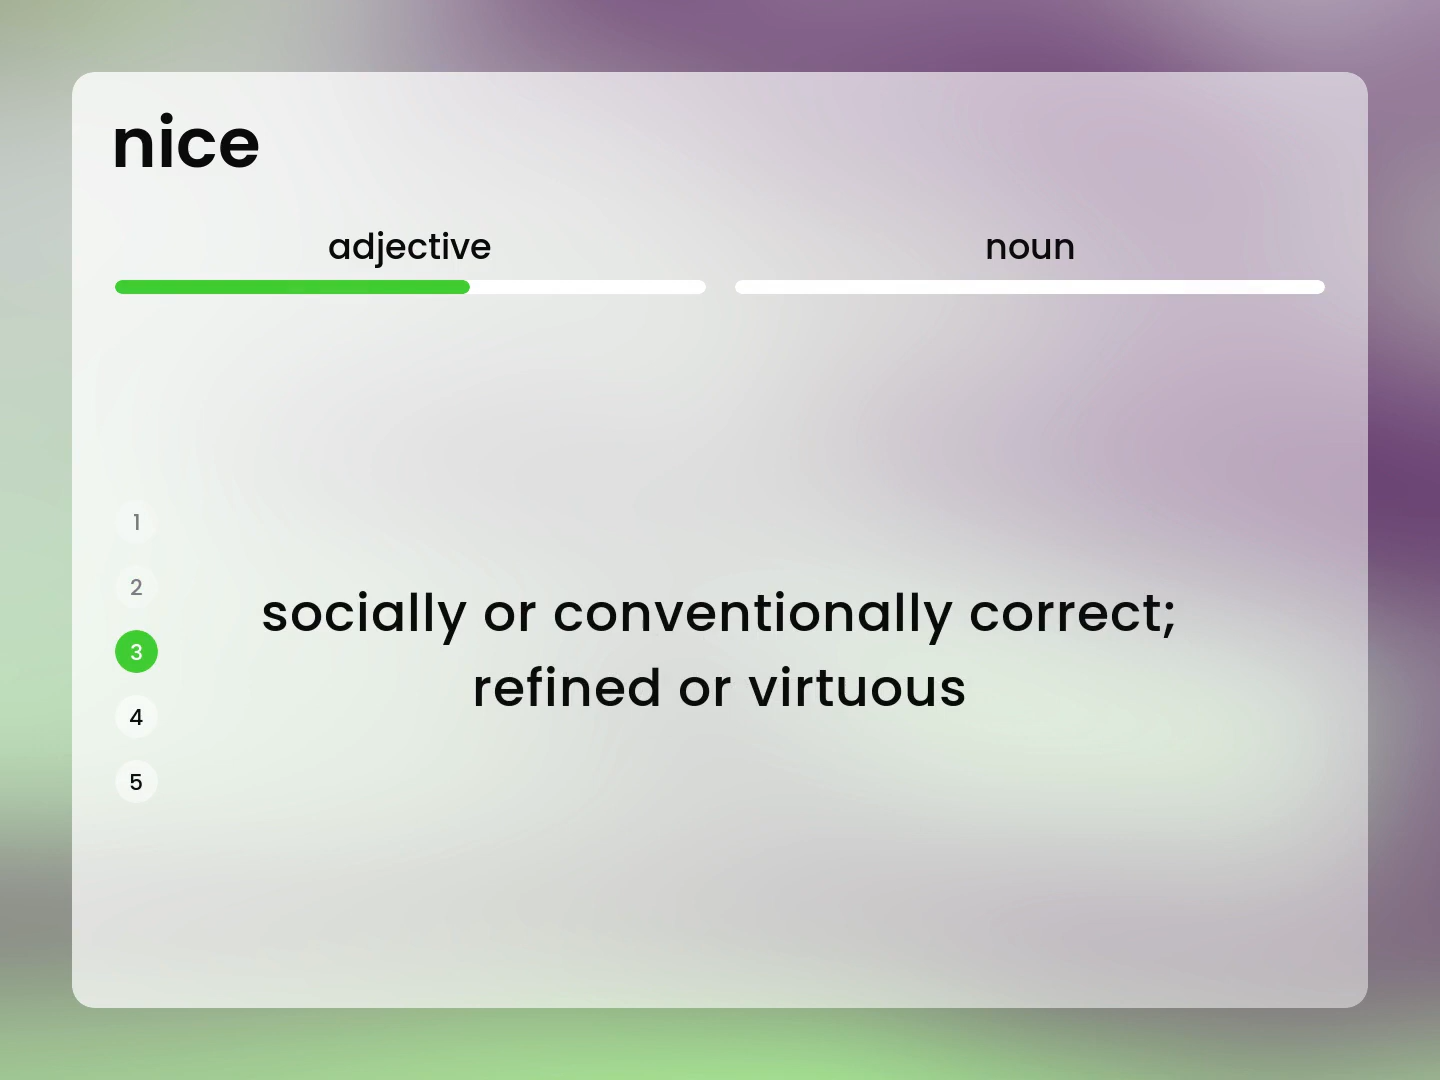 nice
adjective
noun
1
2
3
4
5
socially or conventionally correct;
refined or virtuous